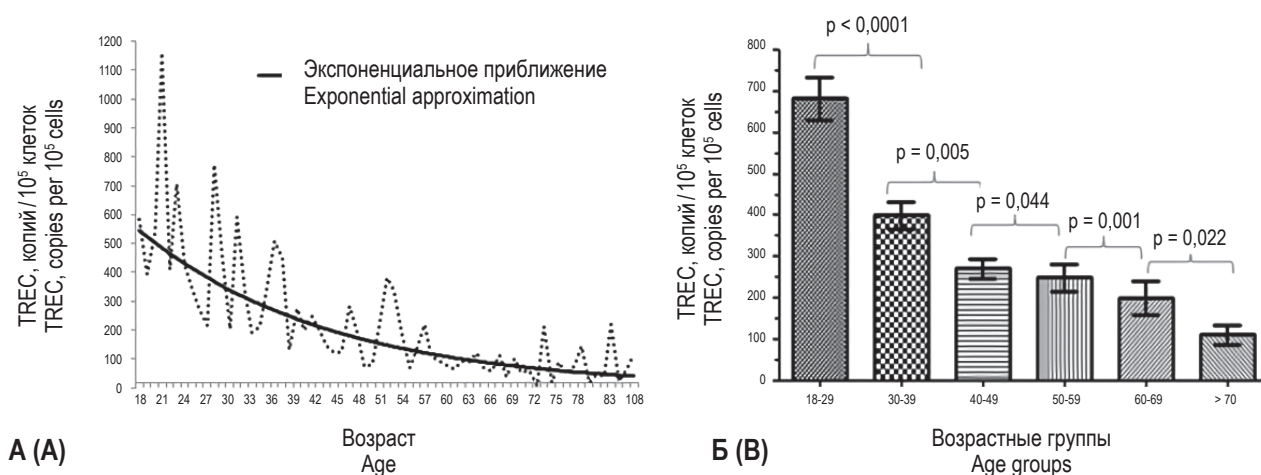 TREC, копий/10⁵ клеток
TREC, copies per 10⁵ cells
1200
1100
1000
900
800
700
600
500
400
300
200
100
0
Экспоненциальное приближение
Exponential approximation
18 21 24 27 30 33 36 39 42 45 48 51 54 57 60 63 66 69 72 75 78 83 108
А (A)
Возраст
Age
TREC, копий/10⁵ клеток
TREC, copies per 10⁵ cells
800
700
600
500
400
300
200
100
0
p < 0,0001
p = 0,005
p = 0,044
p = 0,001
p = 0,022
18-29 30-39 40-49 50-59 60-69 > 70
Б (B)
Возрастные группы
Age groups